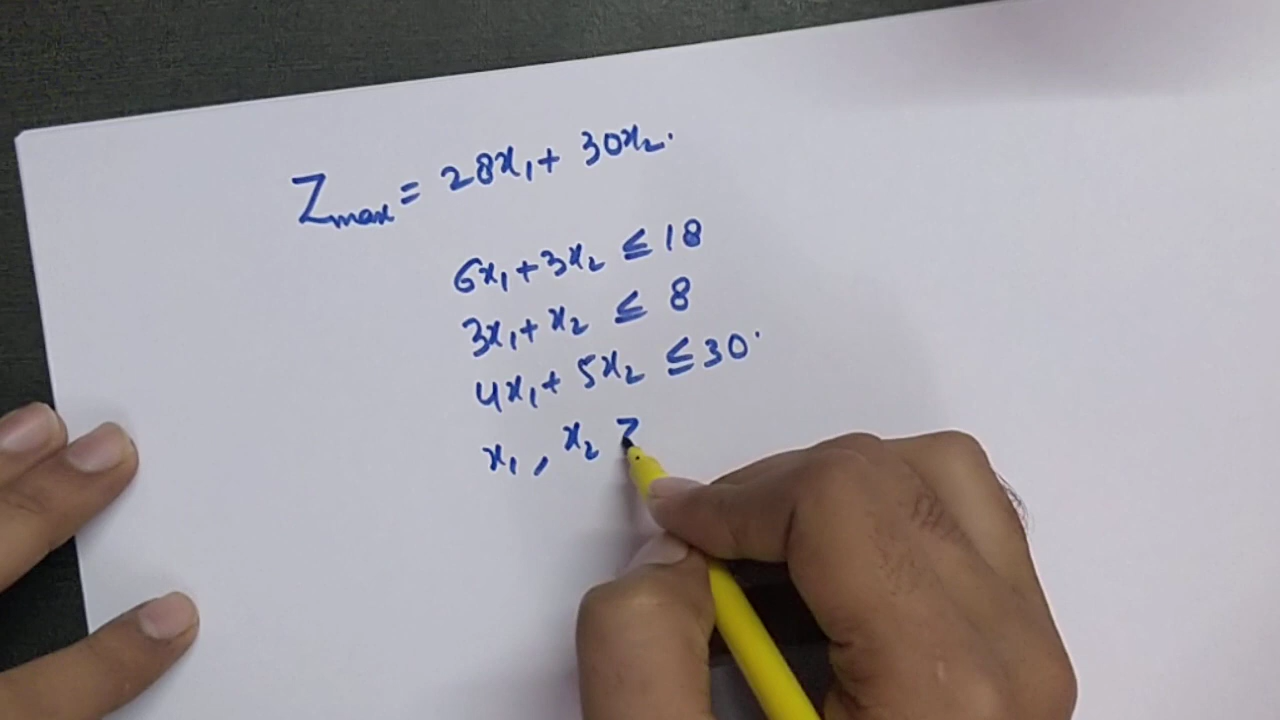 Zmax = 28x₁ + 30x₂.
6x₁ + 3x₂ ≤ 18
3x₁ + x₂ ≤ 8
4x₁ + 5x₂ ≤ 30.
x₁, x₂